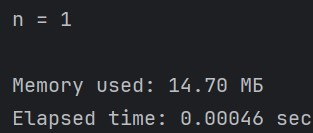 n = 1
Memory used: 14.70 МБ
Elapsed time: 0.00046 sec